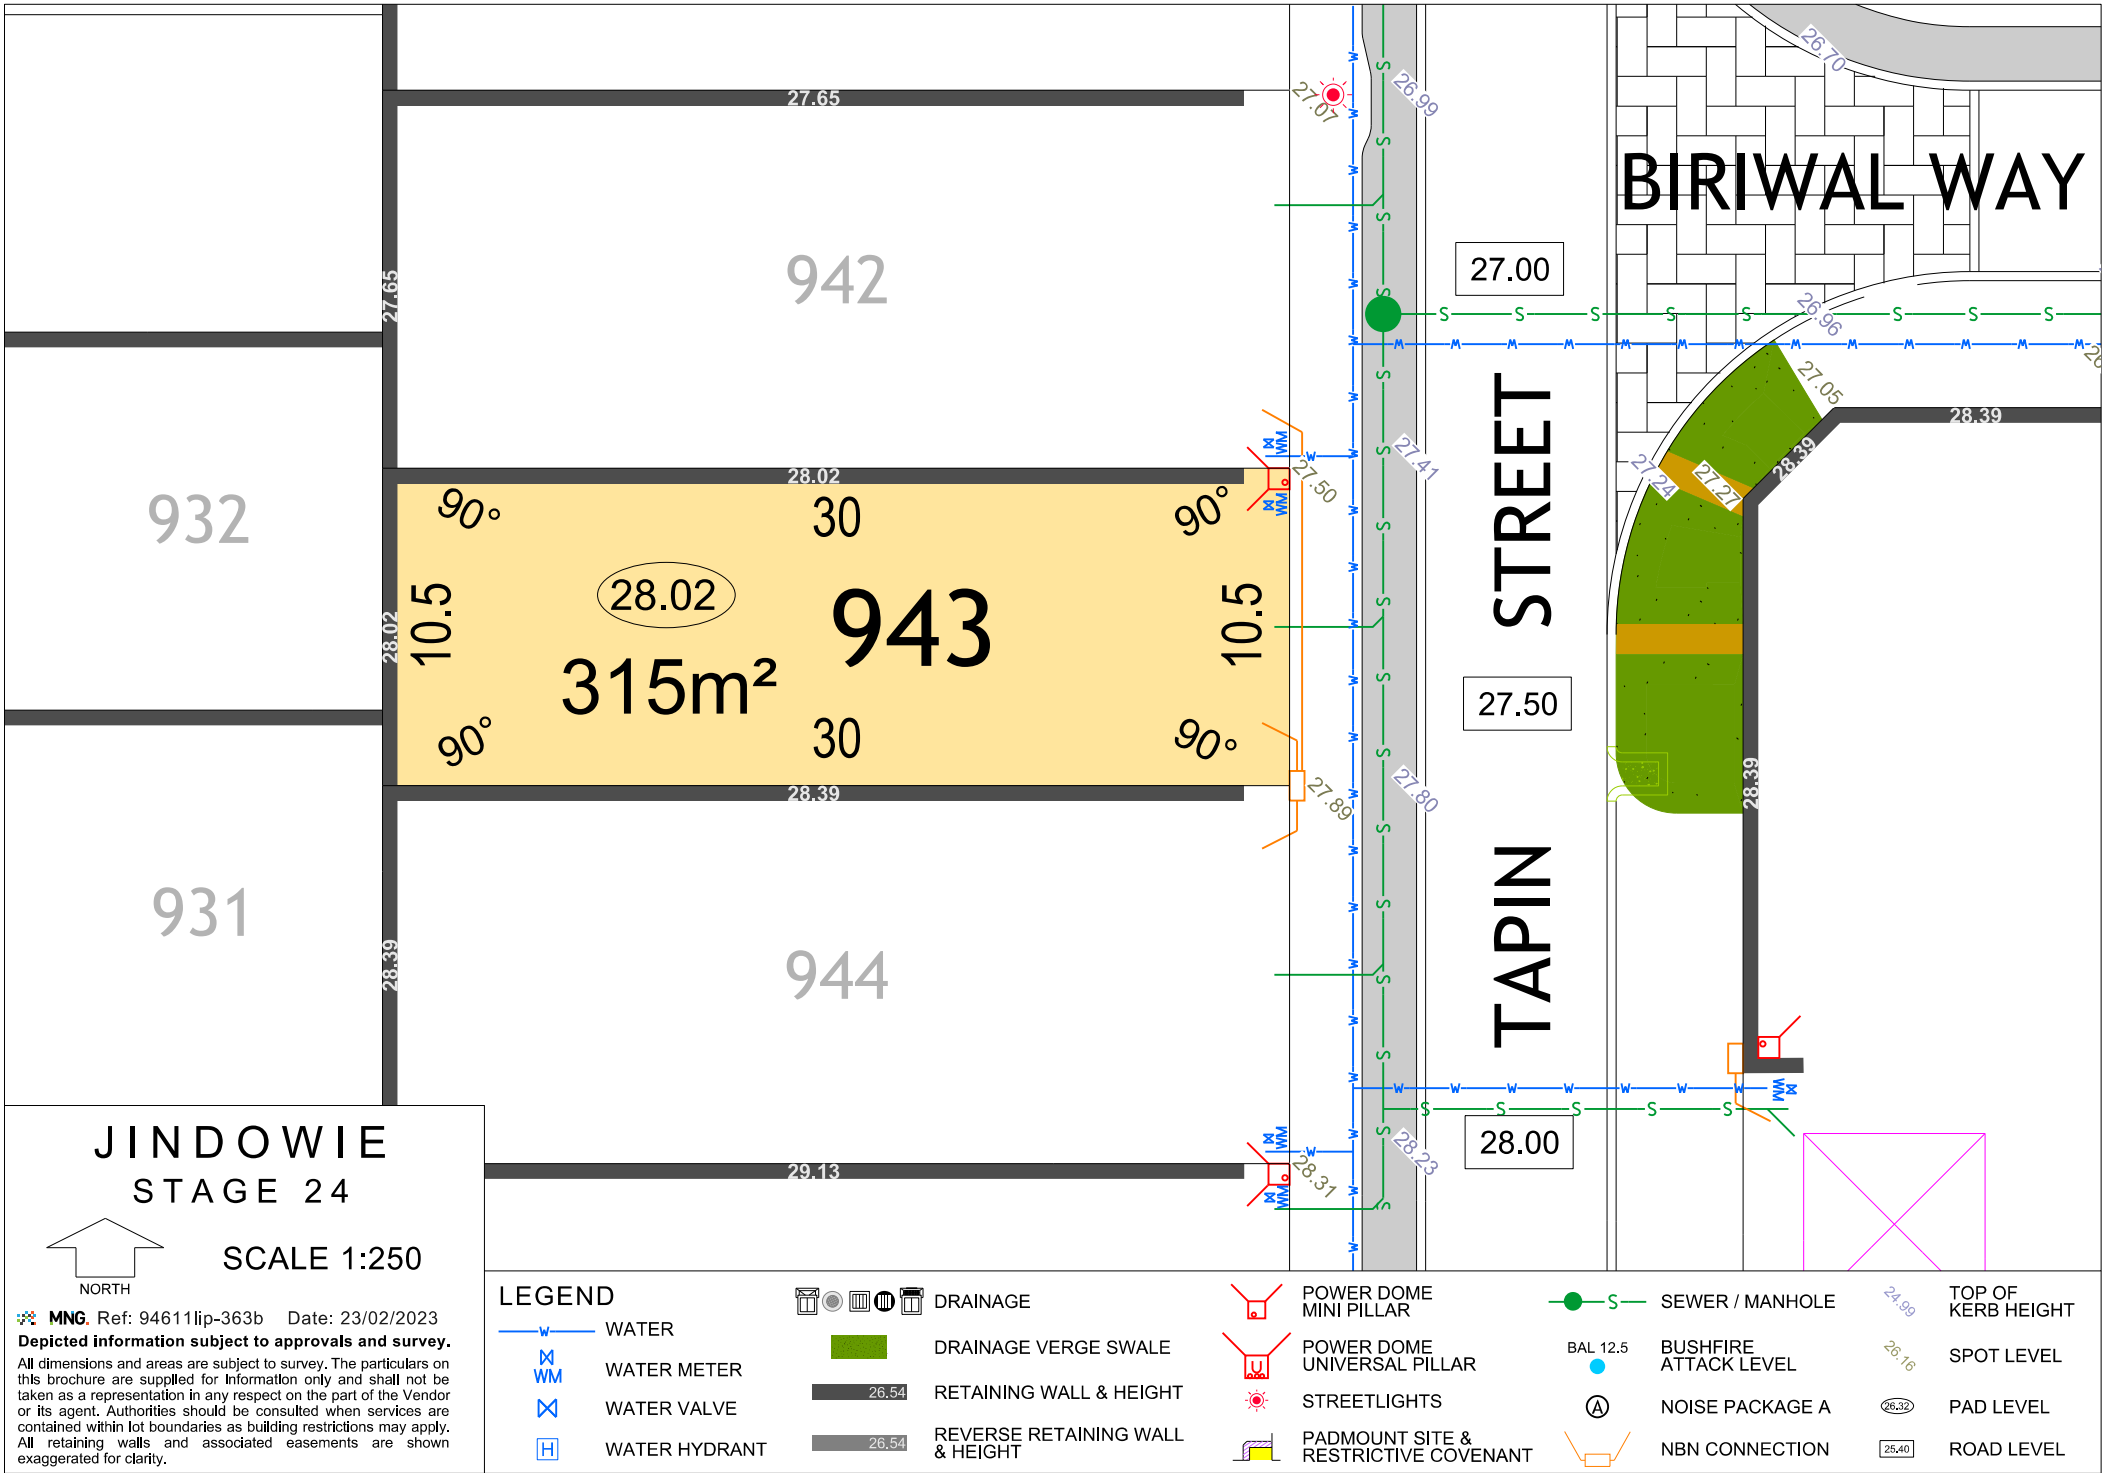 27.65
27.07
26.99
26.70
BIRIWAL WAY
942
27.65
27.00
26.96
27.05
28.39
28.39
27.41
27.24
27.27
27.50
28.02
932
90°
30
90°
28.02
943
10.5
10.5
28.02
315m²
STREET
27.50
90°
30
90°
28.39
27.89
27.80
28.39
931
944
28.39
TAPIN
28.00
29.13
28.31
28.23
WM
WM
WM
WM
WM
JINDOWIE
STAGE 24
SCALE 1:250
NORTH
MNG. Ref: 94611lip-363b Date: 23/02/2023
Depicted information subject to approvals and survey.
All dimensions and areas are subject to survey. The particulars on
this brochure are supplied for information only and shall not be
taken as a representation in any respect on the part of the Vendor
or its agent. Authorities should be consulted when services are
contained within lot boundaries as building restrictions may apply.
All retaining walls and associated easements are shown
exaggerated for clarity.
LEGEND
W WATER
WM WATER METER
WATER VALVE
H WATER HYDRANT
DRAINAGE
DRAINAGE VERGE SWALE
26.54 RETAINING WALL & HEIGHT
26.54 REVERSE RETAINING WALL
& HEIGHT
POWER DOME
MINI PILLAR
U POWER DOME
UNIVERSAL PILLAR
STREETLIGHTS
PADMOUNT SITE &
RESTRICTIVE COVENANT
S SEWER / MANHOLE
BAL 12.5 BUSHFIRE
ATTACK LEVEL
A NOISE PACKAGE A
NBN CONNECTION
24.99 TOP OF
KERB HEIGHT
26.16 SPOT LEVEL
26.32 PAD LEVEL
25.40 ROAD LEVEL